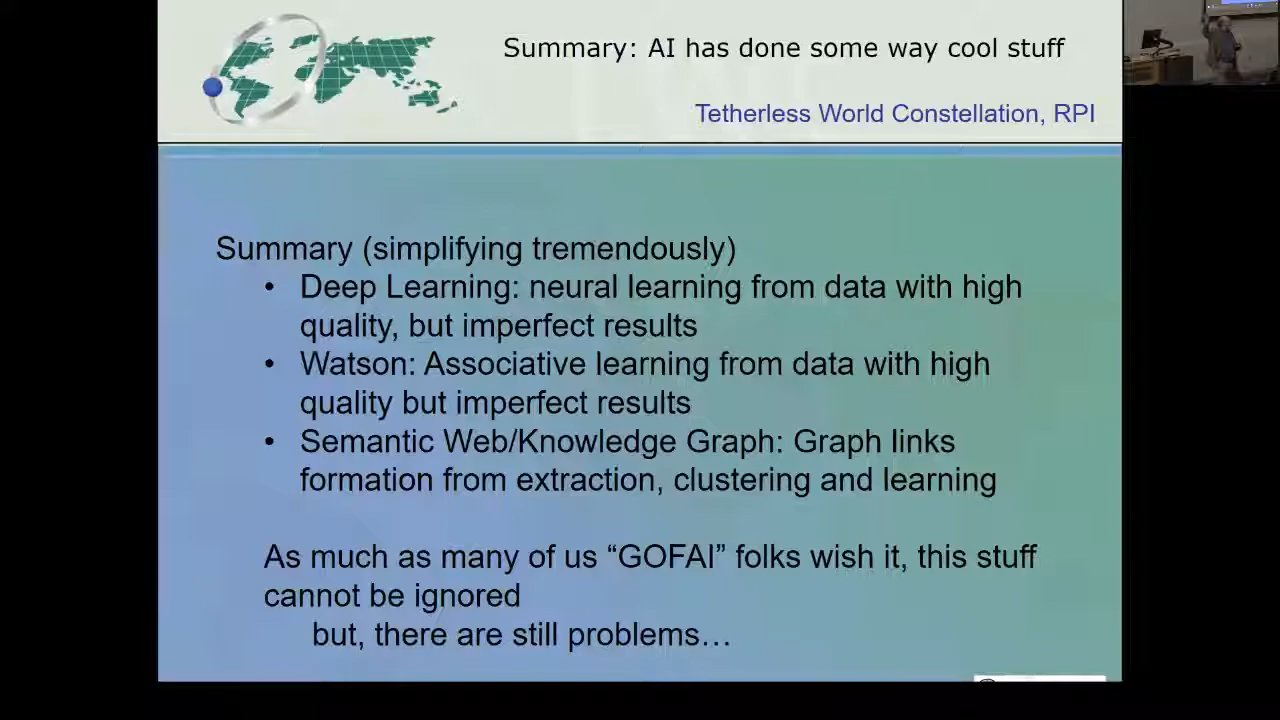 Summary: AI has done some way cool stuff
Tetherless World Constellation, RPI
Summary (simplifying tremendously)
• Deep Learning: neural learning from data with high
quality, but imperfect results
• Watson: Associative learning from data with high
quality but imperfect results
• Semantic Web/Knowledge Graph: Graph links
formation from extraction, clustering and learning
As much as many of us “GOFAI” folks wish it, this stuff
cannot be ignored
but, there are still problems…